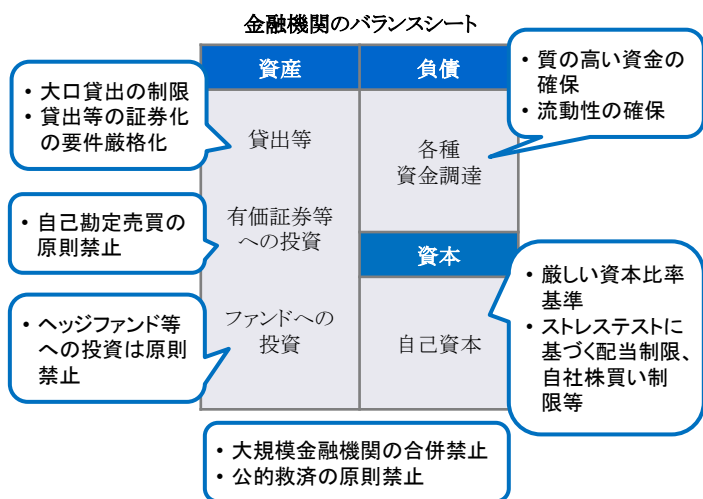 金融機関のバランスシート
資産
負債
資本
貸出等
有価証券等
への投資
ファンドへの
投資
各種
資金調達
自己資本
・大口貸出の制限
・貸出等の証券化
の要件厳格化
・自己勘定売買の
原則禁止
・ヘッジファンド等
への投資は原則
禁止
・質の高い資金の
確保
・流動性の確保
・厳しい資本比率
基準
・ストレステストに
基づく配当制限、
自社株買い制
限等
・大規模金融機関の合併禁止
・公的救済の原則禁止